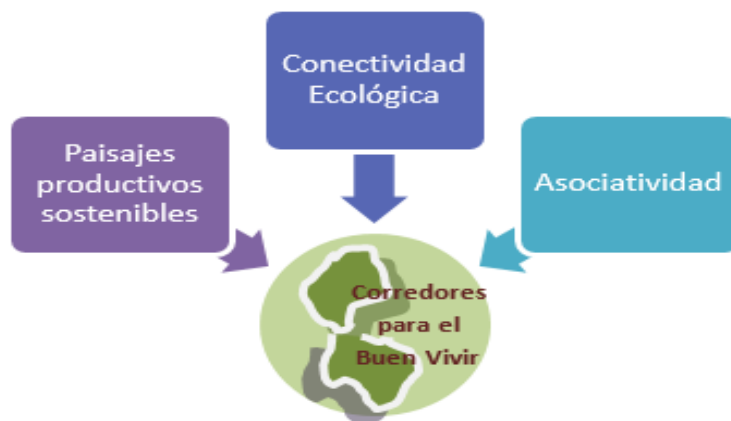 Conectividad
Ecológica
Paisajes
productivos
sostenibles
Asociatividad
Corredores
para el
Buen Vivir